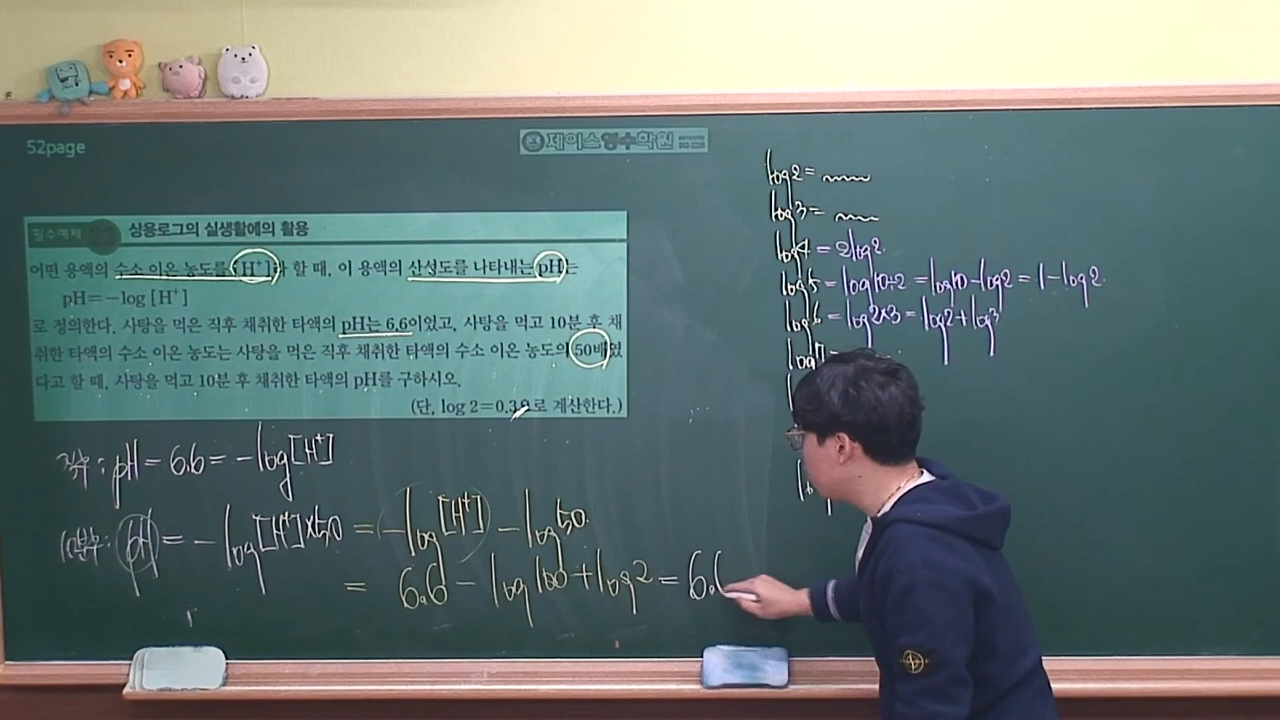 52page
제이스영수학원
필수예제
상용로그의 실생활에의 활용
어떤 용액의 수소 이온 농도를 [H⁺]라 할 때, 이 용액의 산성도를 나타내는 pH는
pH=-log [H⁺]
로 정의한다. 사탕을 먹은 직후 채취한 타액의 pH는 6.6이었고, 사탕을 먹고 10분 후 채
취한 타액의 수소 이온 농도는 사탕을 먹은 직후 채취한 타액의 수소 이온 농도의 50배였
다고 할 때, 사탕을 먹고 10분 후 채취한 타액의 pH를 구하시오.
(단, log 2=0.3으로 계산한다.)
직후: pH = 6.6 = -log[H⁺]
10분후: pH = -log[H⁺]×50 = (-log[H⁺]) - log50.
= 6.6 - log100 + log2 = 6.6
log2 =
log3 =
log4 = 2log2.
log5 = log10÷2 = log10-log2 = 1-log2.
log6 = log2×3 = log2+log3
log7 =